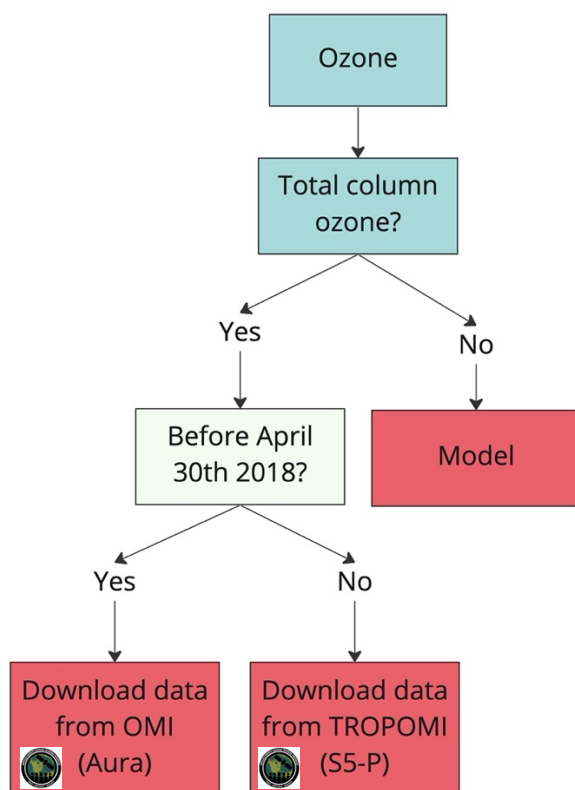 Ozone
Total column
ozone?
Yes
No
Before April
30th 2018?
Model
Yes
No
Download data
from OMI
(Aura)
Download data
from TROPOMI
(S5-P)